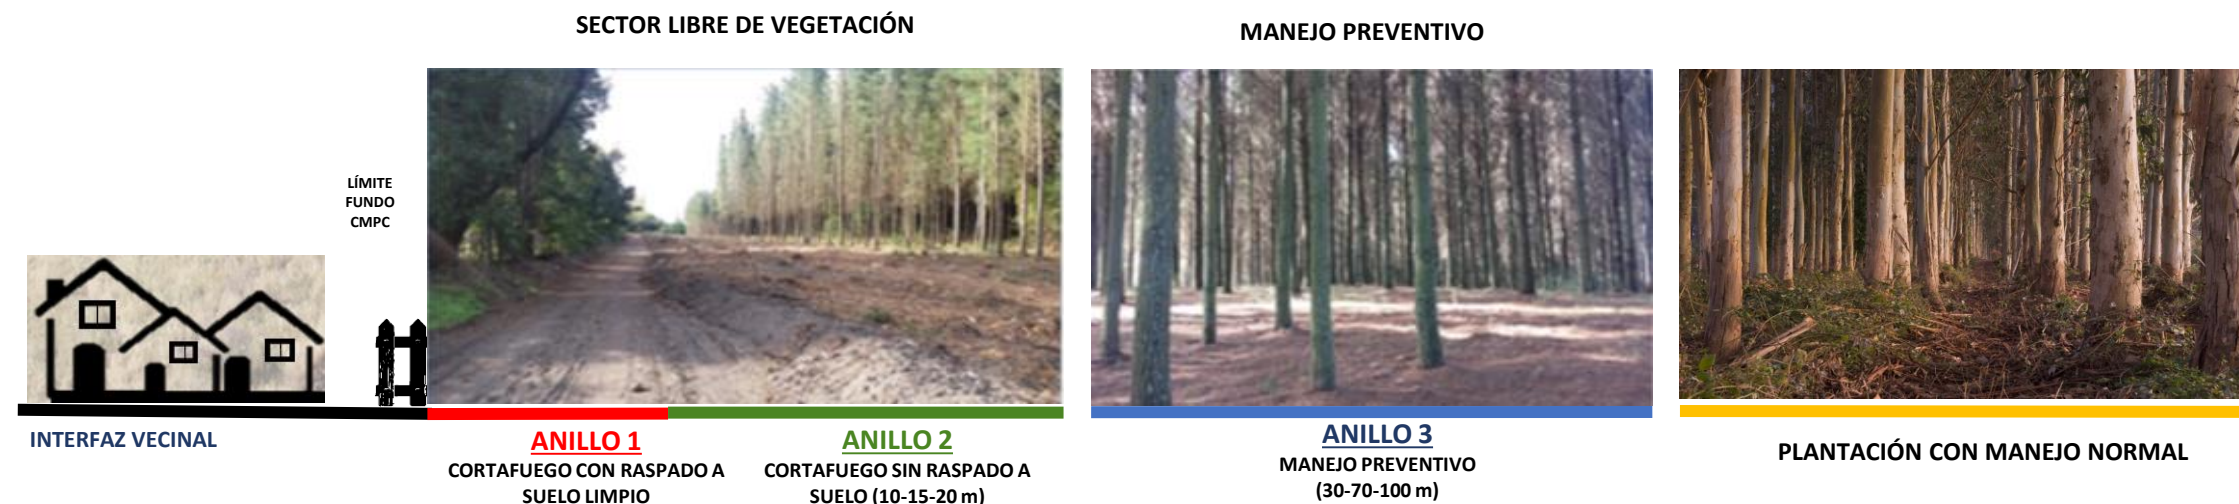 SECTOR LIBRE DE VEGETACIÓN
MANEJO PREVENTIVO
LÍMITE
FUNDO
CMPC
INTERFAZ VECINAL
ANILLO 1
CORTAFUEGO CON RASPADO A
SUELO LIMPIO
ANILLO 2
CORTAFUEGO SIN RASPADO A
SUELO (10-15-20 m)
ANILLO 3
MANEJO PREVENTIVO
(30-70-100 m)
PLANTACIÓN CON MANEJO NORMAL